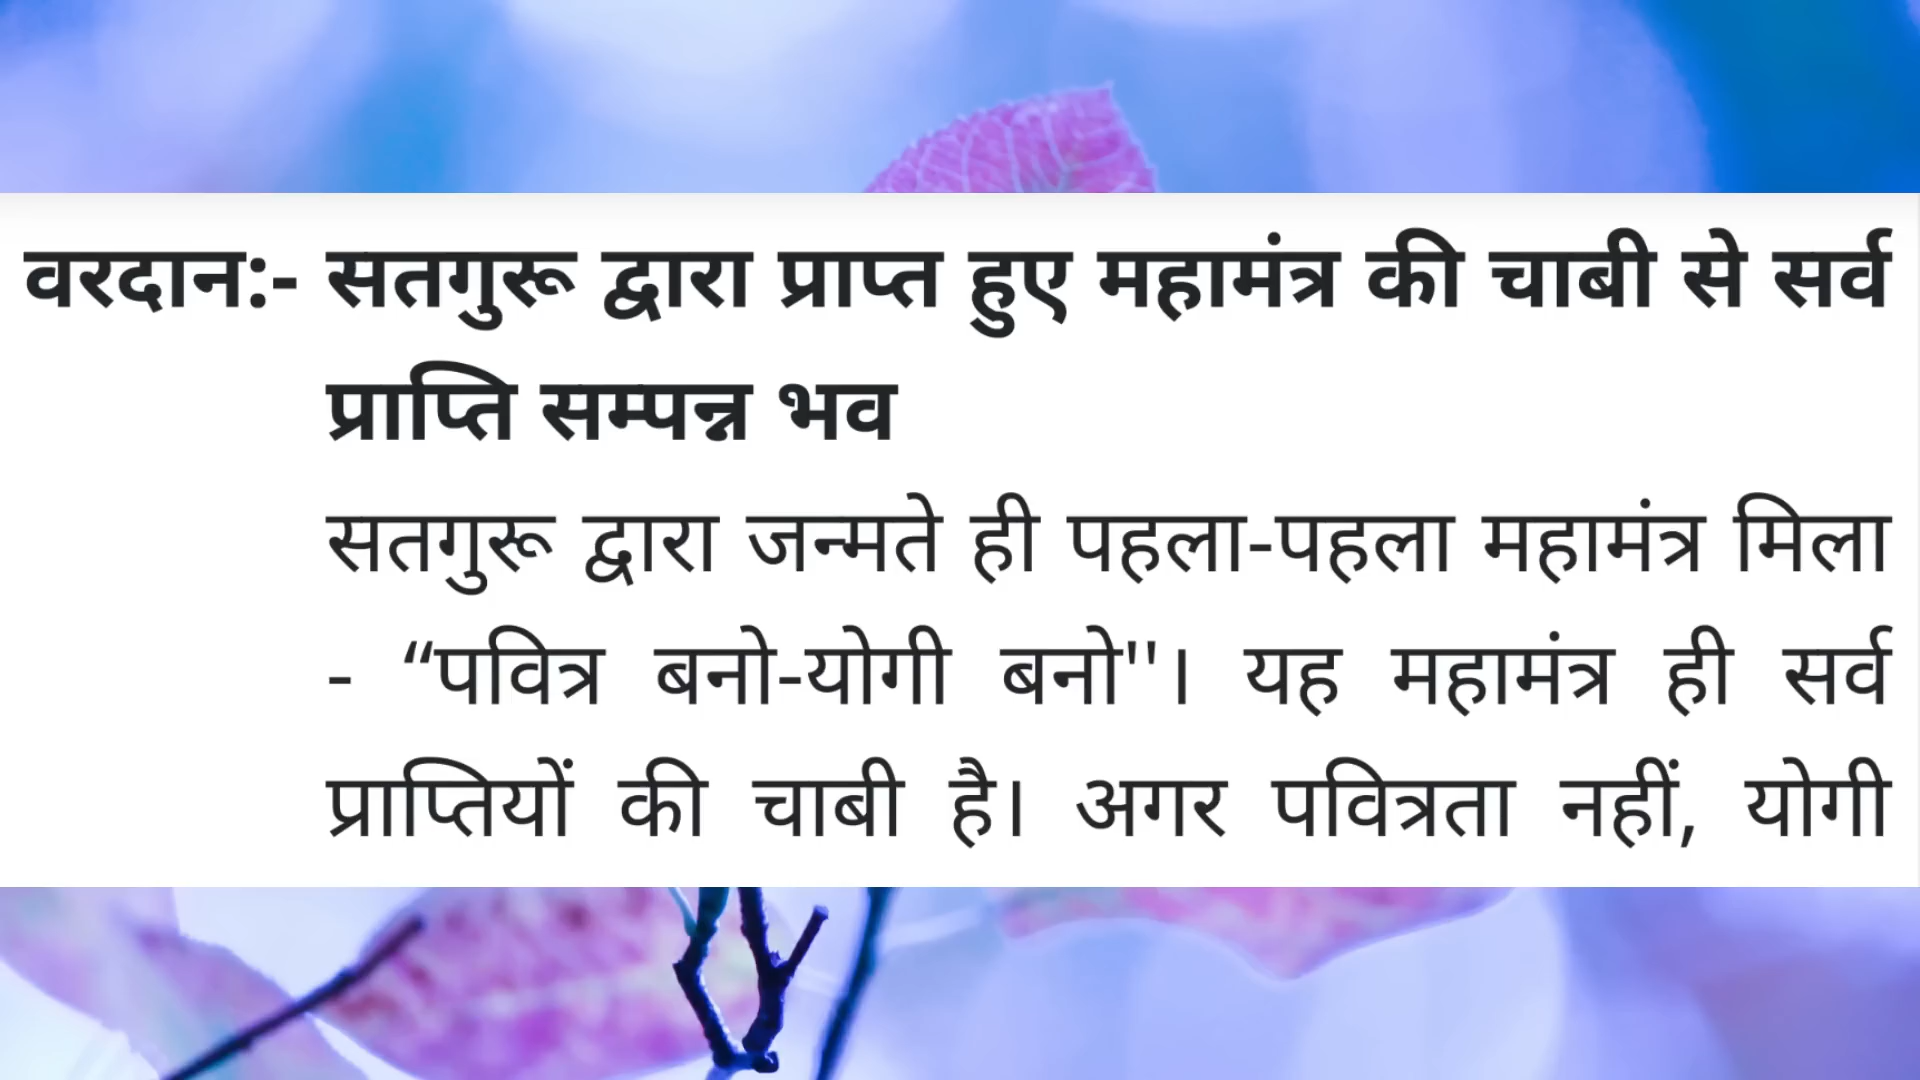 वरदान:- सतगुरू द्वारा प्राप्त हुए महामंत्र की चाबी से सर्व
प्राप्ति सम्पन्न भव
सतगुरू द्वारा जन्मते ही पहला-पहला महामंत्र मिला
- “पवित्र बनो-योगी बनो''। यह महामंत्र ही सर्व
प्राप्तियों की चाबी है। अगर पवित्रता नहीं, योगी